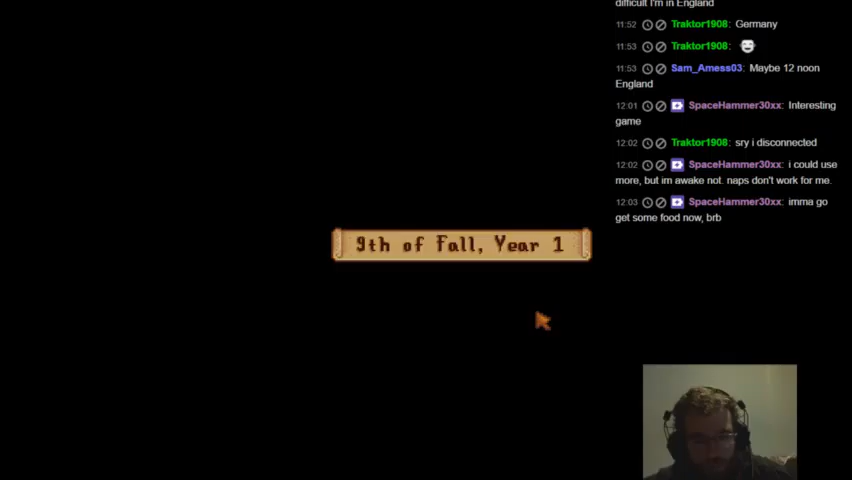 difficult I'm in England
11:52 Traktor1908: Germany
11:53 Traktor1908:
11:53 Sam_Amess03: Maybe 12 noon
England
12:01 SpaceHammer30xx: Interesting
game
12:02 Traktor1908: sry i disconnected
12:02 SpaceHammer30xx: i could use
more, but im awake not. naps don't work for me.
12:03 SpaceHammer30xx: imma go
get some food now, brb
9th of Fall, Year 1